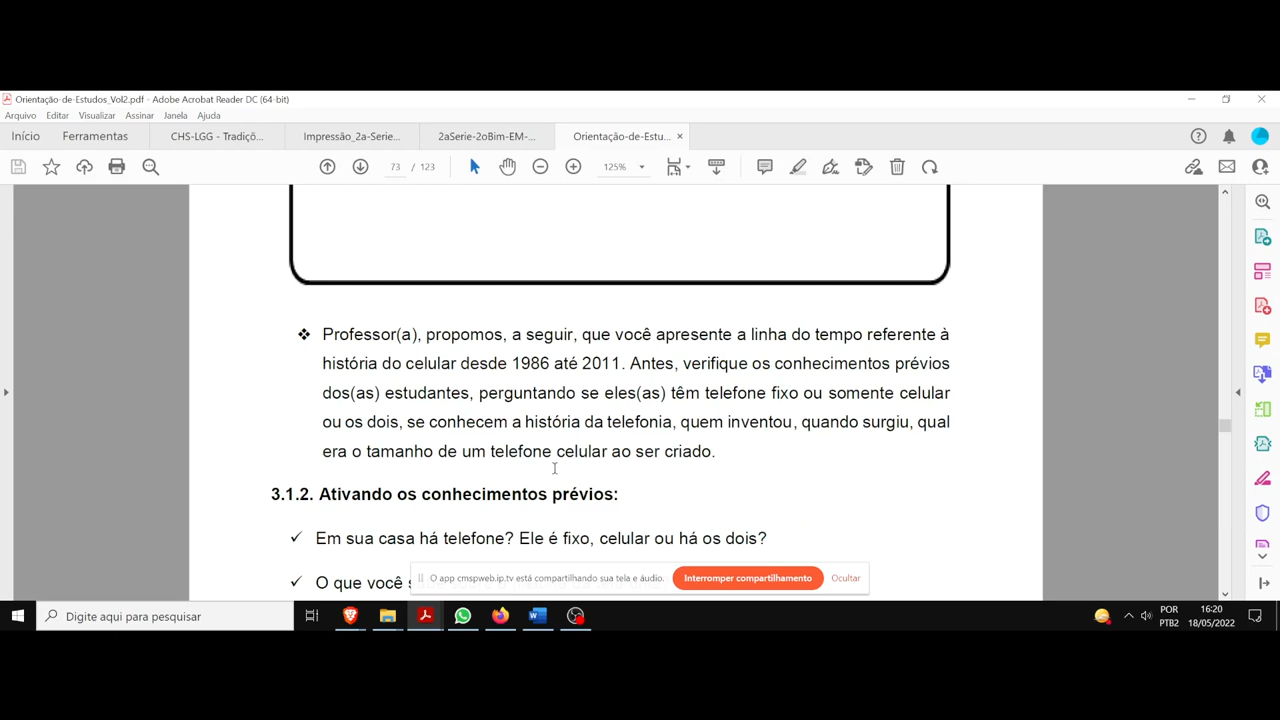 Orientação-de-Estudos_Vol2.pdf - Adobe Acrobat Reader DC (64-bit)
Arquivo Editar Visualizar Assinar Janela Ajuda
Início Ferramentas CHS-LGG - Tradiçõ... Impressão_2a-Serie... 2aSerie-2oBim-EM-... Orientação-de-Estu... ×
73 / 123 125%
❖ Professor(a), propomos, a seguir, que você apresente a linha do tempo referente à
história do celular desde 1986 até 2011. Antes, verifique os conhecimentos prévios
dos(as) estudantes, perguntando se eles(as) têm telefone fixo ou somente celular
ou os dois, se conhecem a história da telefonia, quem inventou, quando surgiu, qual
era o tamanho de um telefone celular ao ser criado.
3.1.2. Ativando os conhecimentos prévios:
✓ Em sua casa há telefone? Ele é fixo, celular ou há os dois?
✓ O que você s
O app cmspweb.ip.tv está compartilhando sua tela e áudio. Interromper compartilhamento Ocultar
Digite aqui para pesquisar
POR
PTB2
16:20
18/05/2022